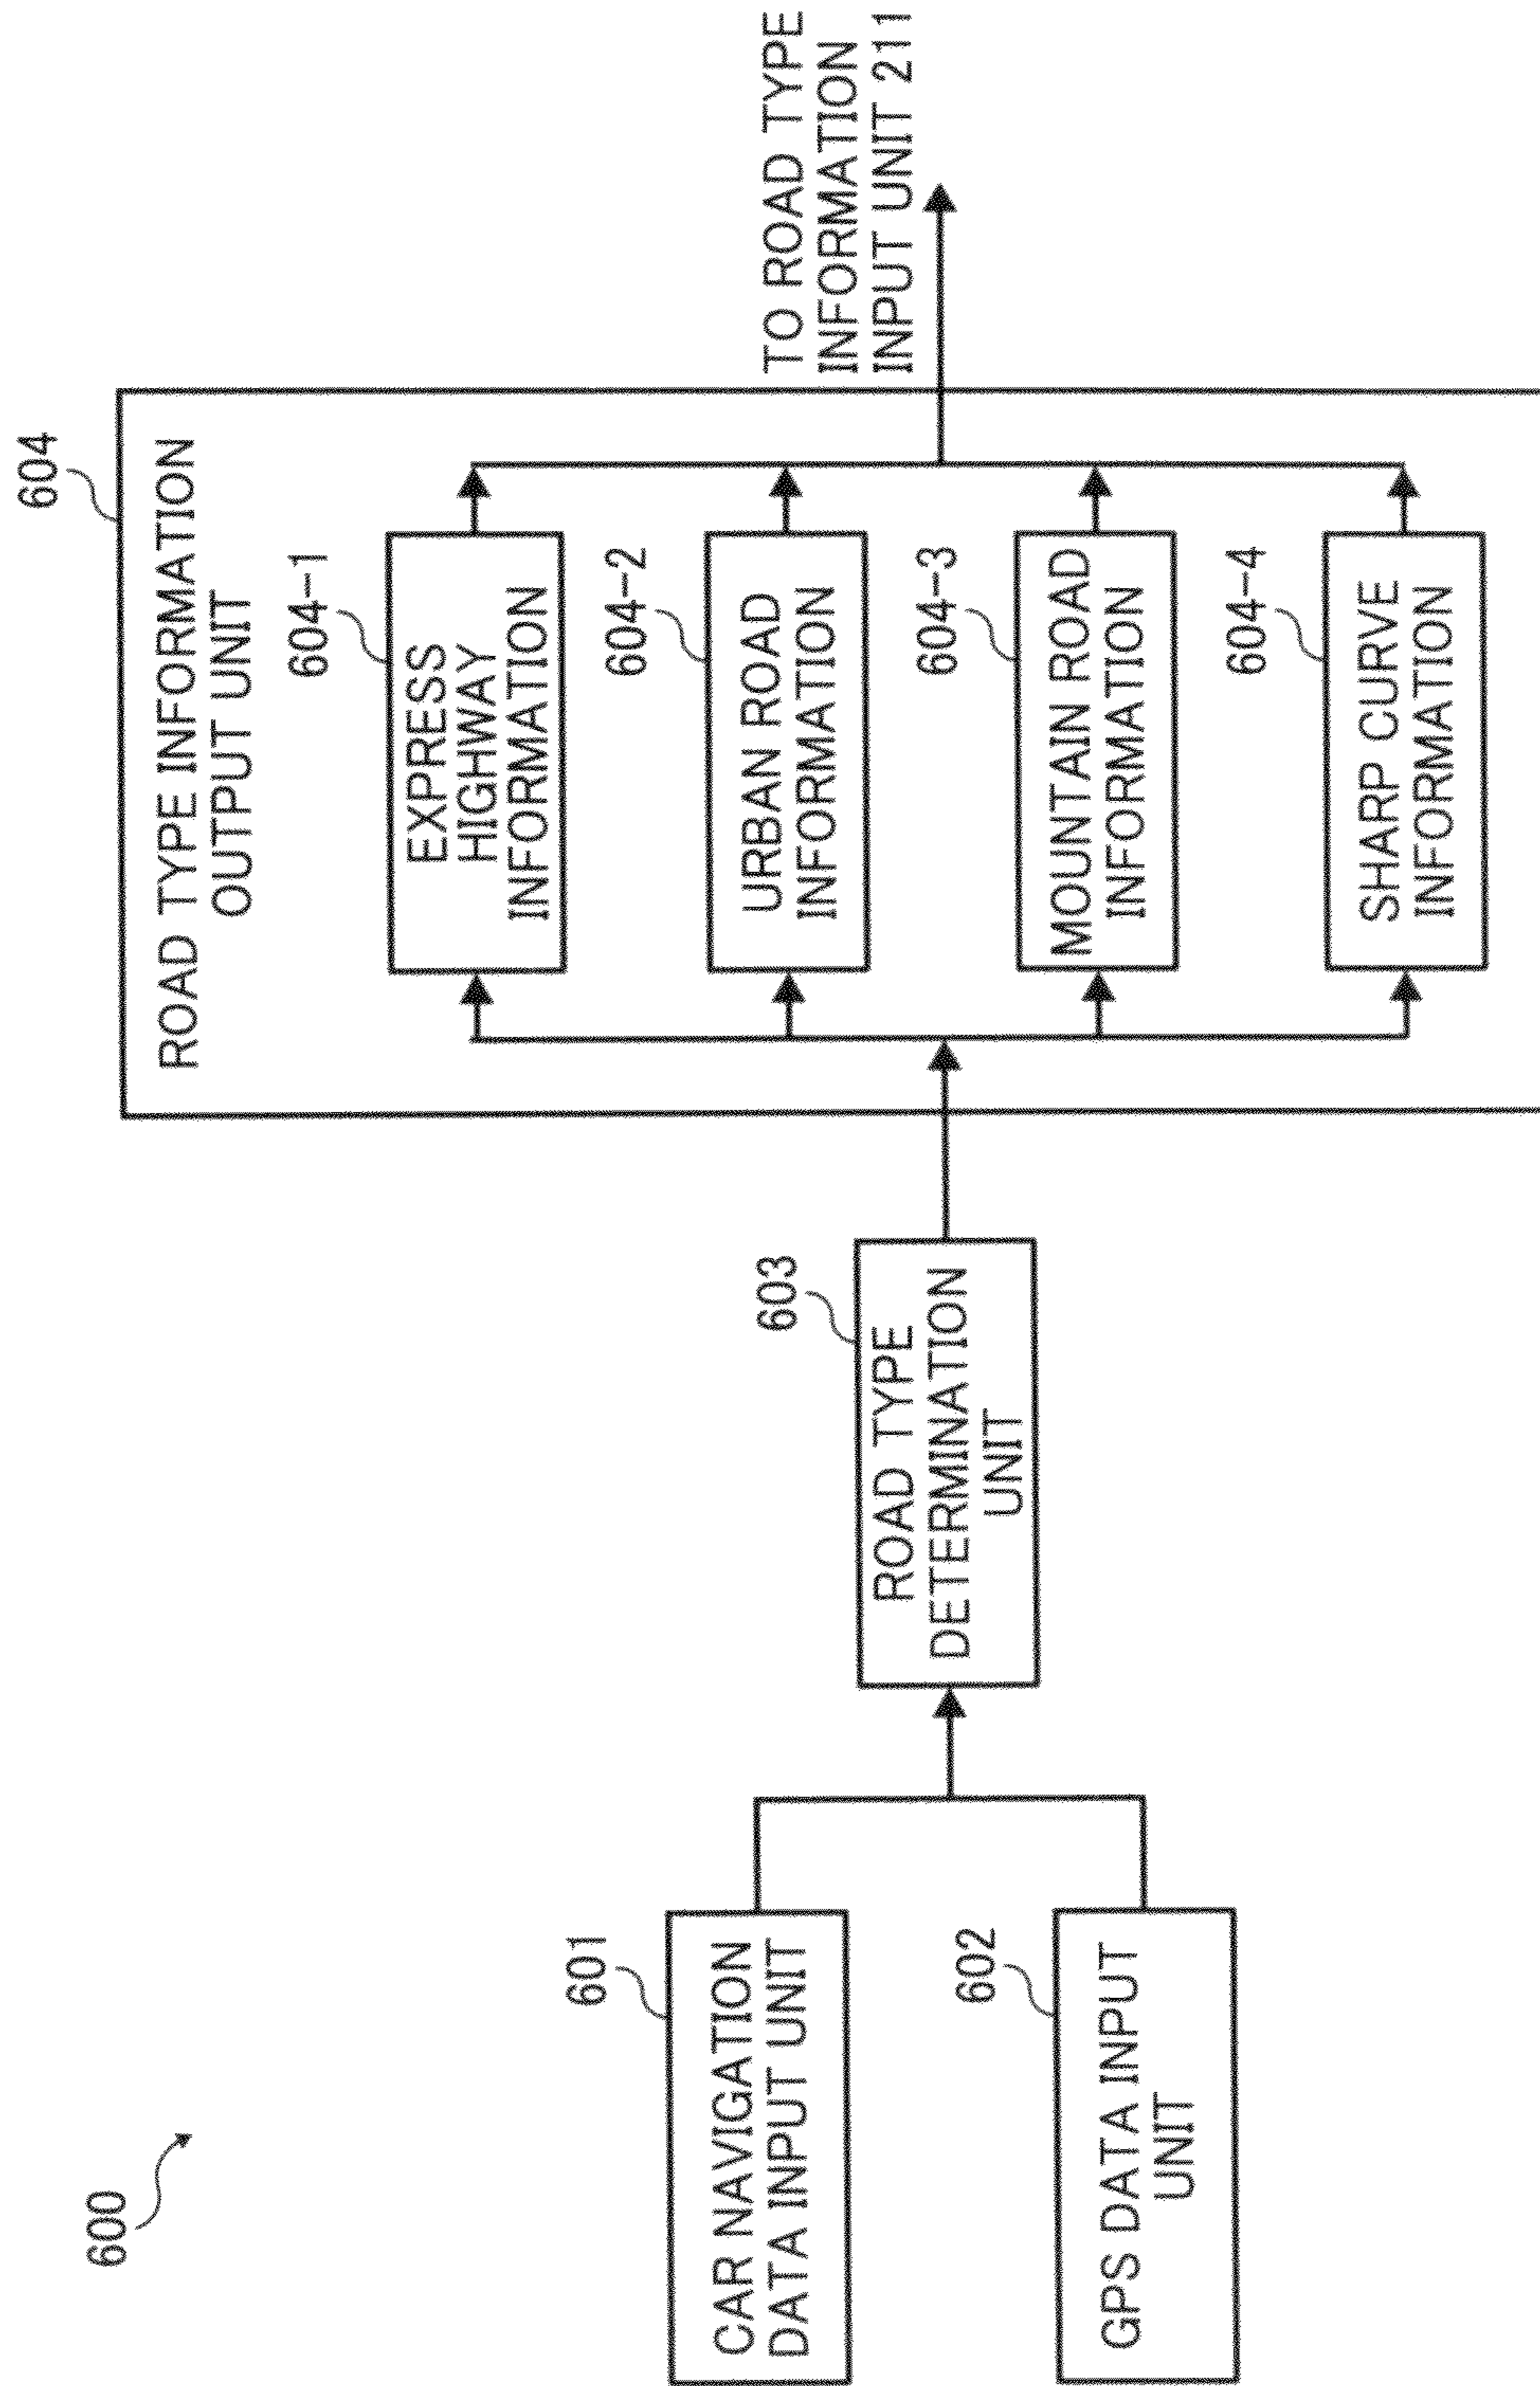 600
601
CAR NAVIGATION
DATA INPUT UNIT
602
GPS DATA INPUT
UNIT
603
ROAD TYPE
DETERMINATION
UNIT
604
ROAD TYPE INFORMATION
OUTPUT UNIT
604-1
EXPRESS
HIGHWAY
INFORMATION
604-2
URBAN ROAD
INFORMATION
604-3
MOUNTAIN ROAD
INFORMATION
604-4
SHARP CURVE
INFORMATION
TO ROAD TYPE
INFORMATION
INPUT UNIT 211